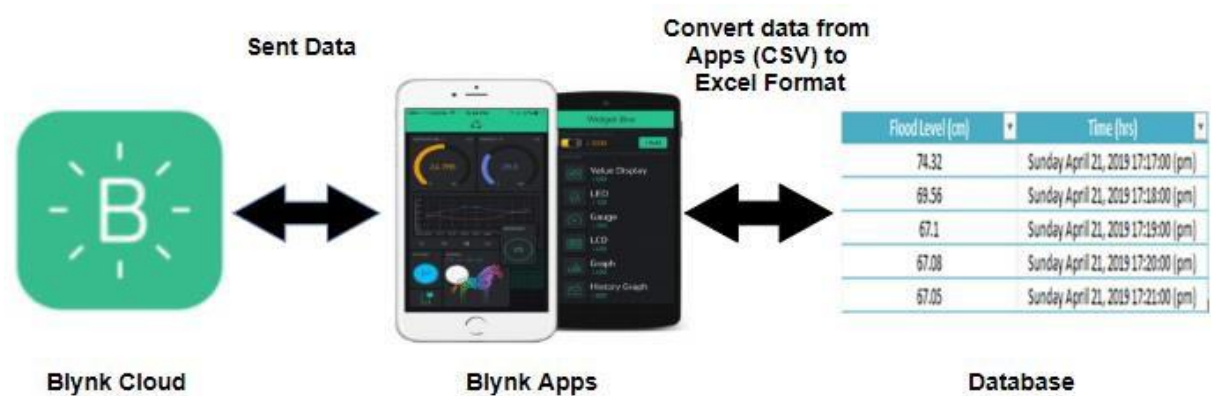 Sent Data
Convert data from
Apps (CSV) to
Excel Format
B
Widget Box
Value Display
LED
Gauge
LCD
Graph
History Graph
Flood Level (cm) Time (hrs)
74.32 Sunday April 21, 2019 17:17:00 (pm)
69.56 Sunday April 21, 2019 17:18:00 (pm)
67.1 Sunday April 21, 2019 17:19:00 (pm)
67.08 Sunday April 21, 2019 17:20:00 (pm)
67.05 Sunday April 21, 2019 17:21:00 (pm)
Blynk Cloud
Blynk Apps
Database